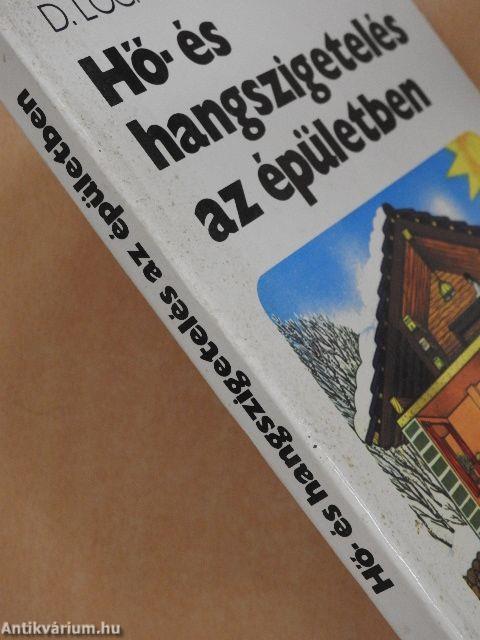 D.
Hő- és
hangszigetelés
az épületben
Hő- és hangszigetelés az épületben
Antikvárium.hu